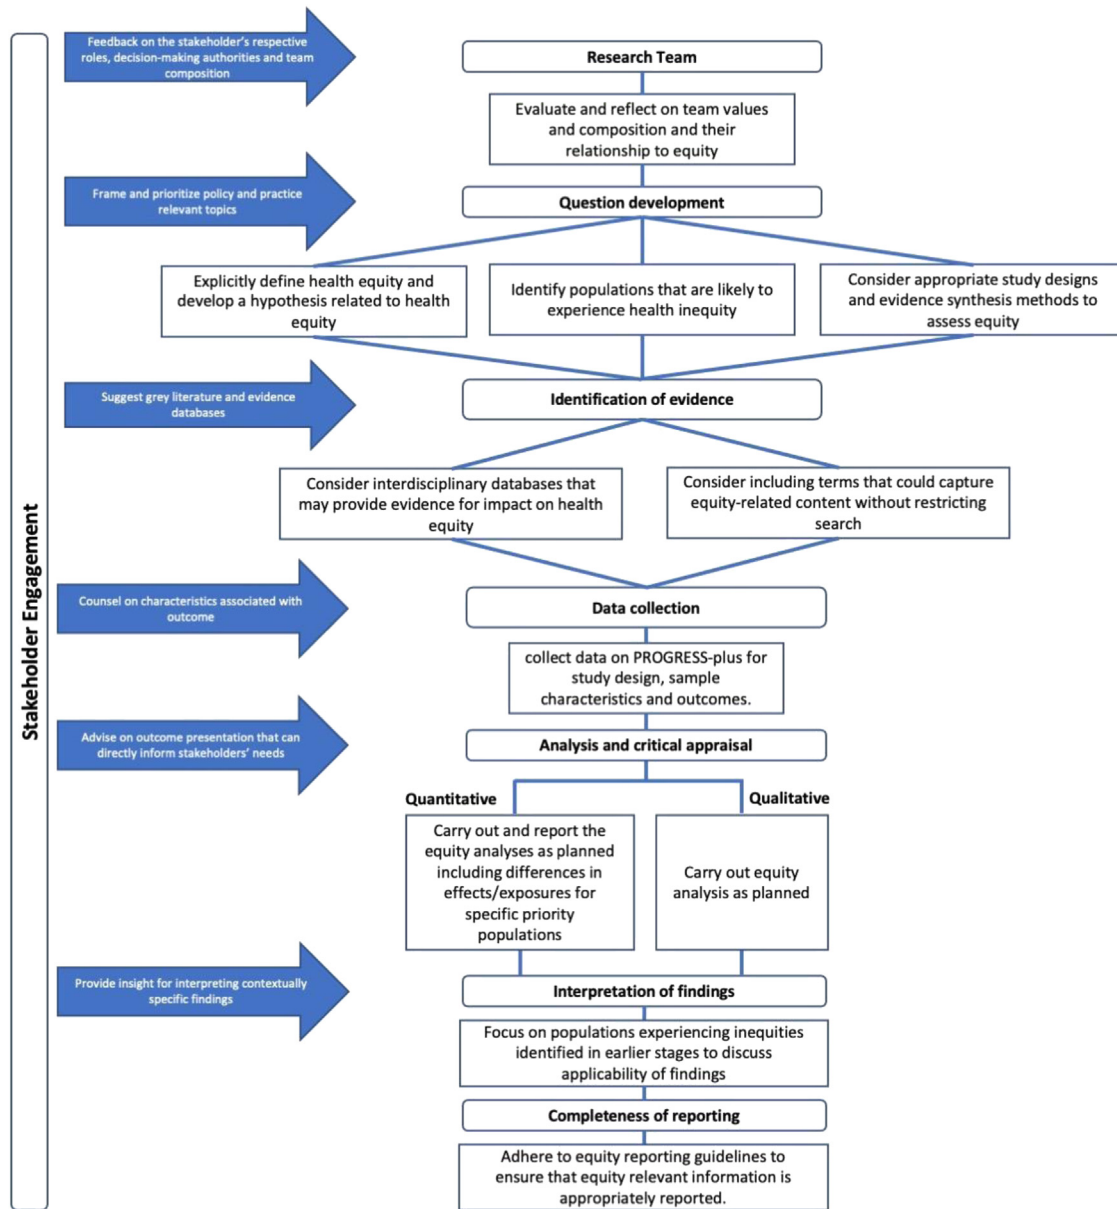 Stakeholder Engagement
Feedback on the stakeholder's respective
roles, decision-making authorities and team
composition
Research Team
Evaluate and reflect on team values
and composition and their
relationship to equity
Frame and prioritize policy and practice
relevant topics
Question development
Explicitly define health equity and
develop a hypothesis related to health
equity
Identify populations that are likely to
experience health inequity
Consider appropriate study designs
and evidence synthesis methods to
assess equity
Suggest grey literature and evidence
databases
Identification of evidence
Consider interdisciplinary databases that
may provide evidence for impact on health
equity
Consider including terms that could capture
equity-related content without restricting
search
Counsel on characteristics associated with
outcome
Data collection
collect data on PROGRESS-plus for
study design, sample
characteristics and outcomes.
Advise on outcome presentation that can
directly inform stakeholders' needs
Analysis and critical appraisal
Quantitative
Carry out and report the
equity analyses as planned
including differences in
effects/exposures for
specific priority
populations
Qualitative
Carry out equity
analysis as planned
Provide insight for interpreting contextually
specific findings
Interpretation of findings
Focus on populations experiencing inequities
identified in earlier stages to discuss
applicability of findings
Completeness of reporting
Adhere to equity reporting guidelines to
ensure that equity relevant information is
appropriately reported.